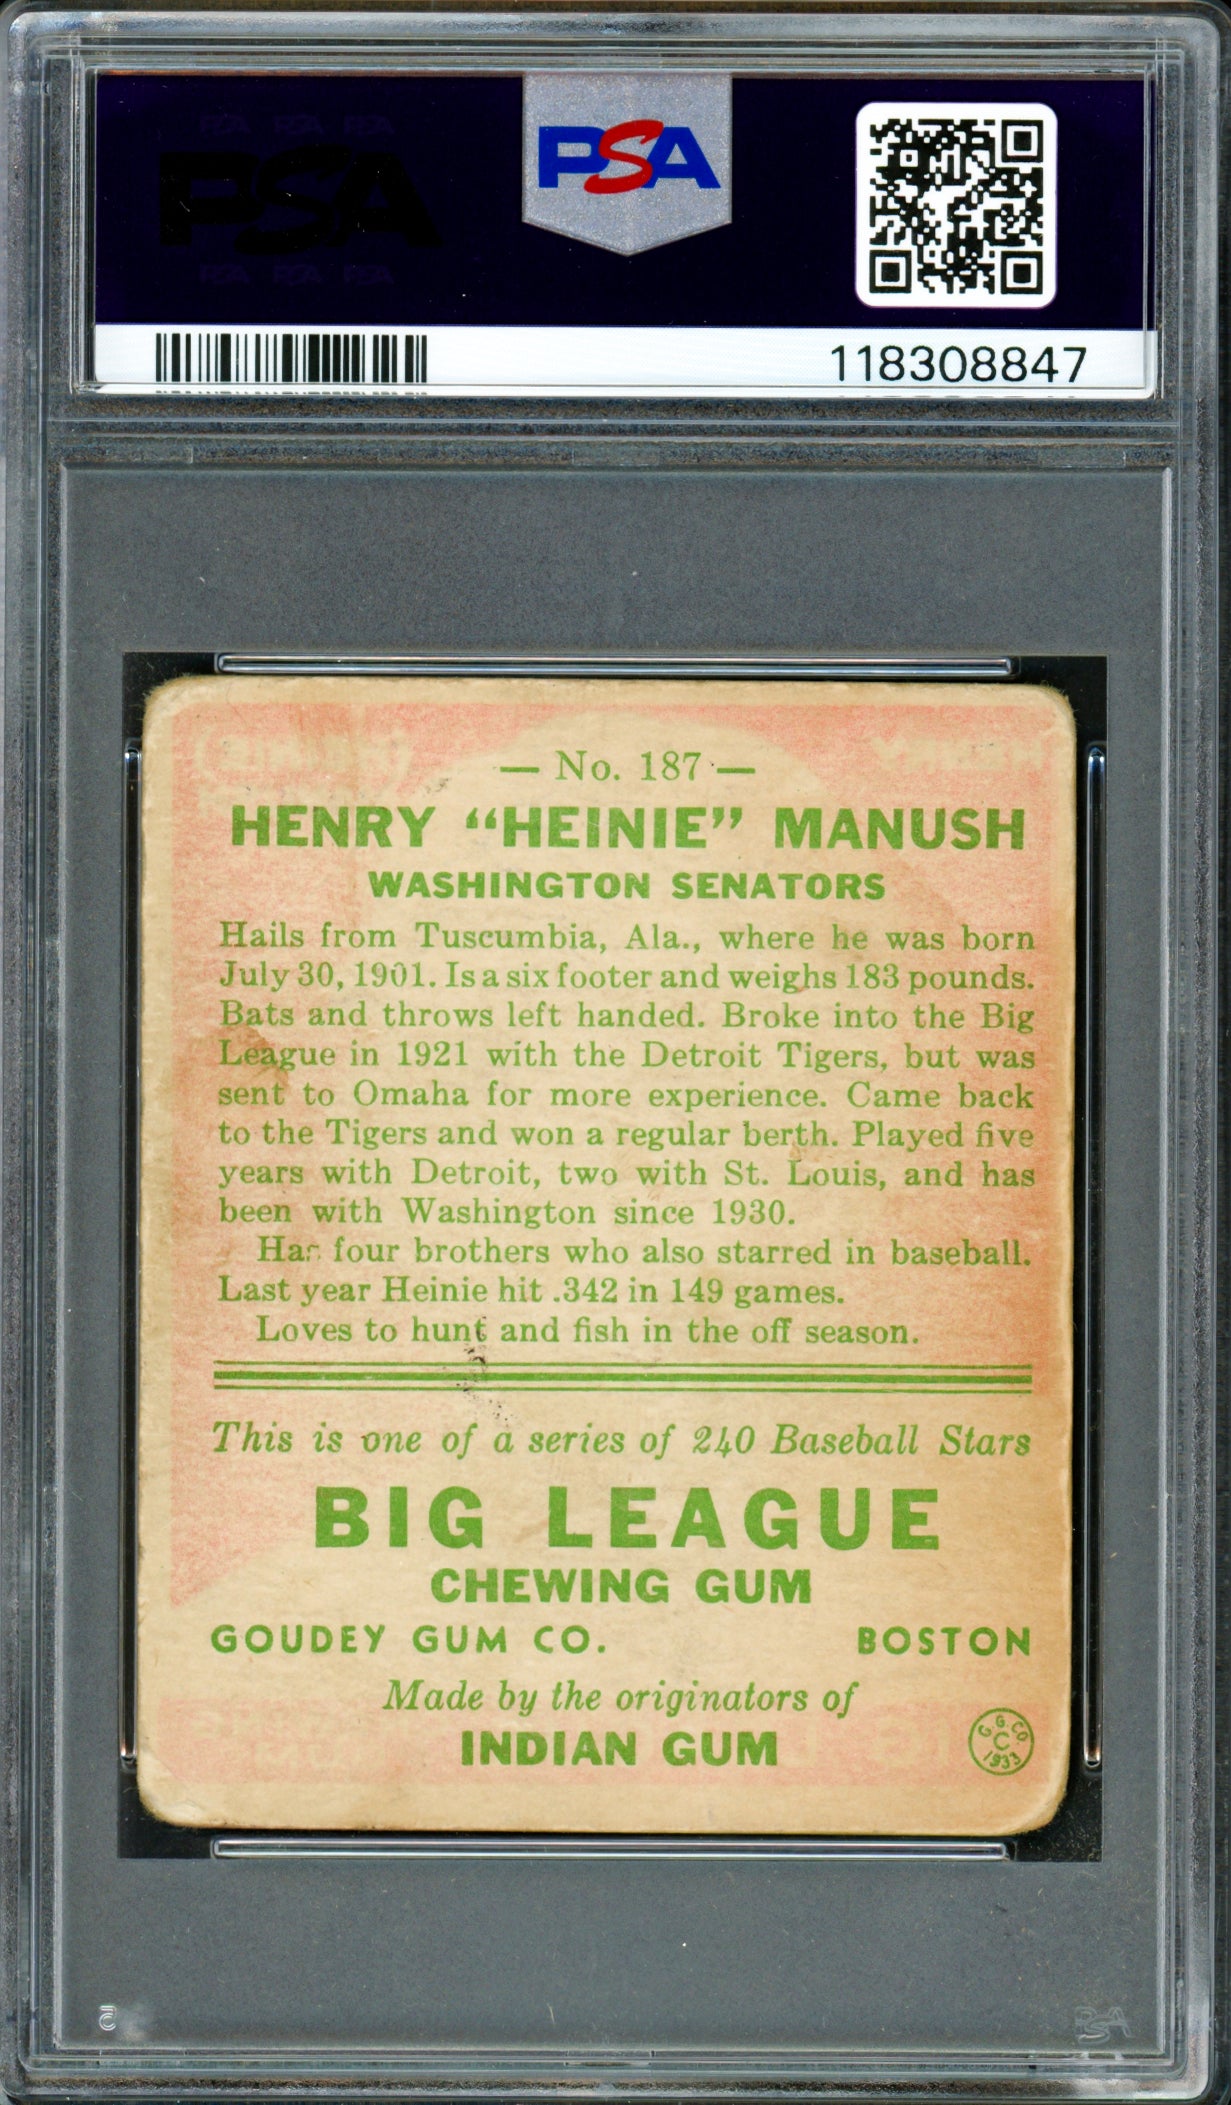 PSA
PSA
118308847
— No. 187 —
HENRY “HEINIE” MANUSH
WASHINGTON SENATORS
Hails from Tuscumbia, Ala., where he was born
July 30, 1901. Is a six footer and weighs 183 pounds.
Bats and throws left handed. Broke into the Big
League in 1921 with the Detroit Tigers, but was
sent to Omaha for more experience. Came back
to the Tigers and won a regular berth. Played five
years with Detroit, two with St. Louis, and has
been with Washington since 1930.
Has four brothers who also starred in baseball.
Last year Heinie hit .342 in 149 games.
Loves to hunt and fish in the off season.
This is one of a series of 240 Baseball Stars
BIG LEAGUE
CHEWING GUM
GOUDEY GUM CO. BOSTON
Made by the originators of
INDIAN GUM
G. G. CO.
C
1933
PSA